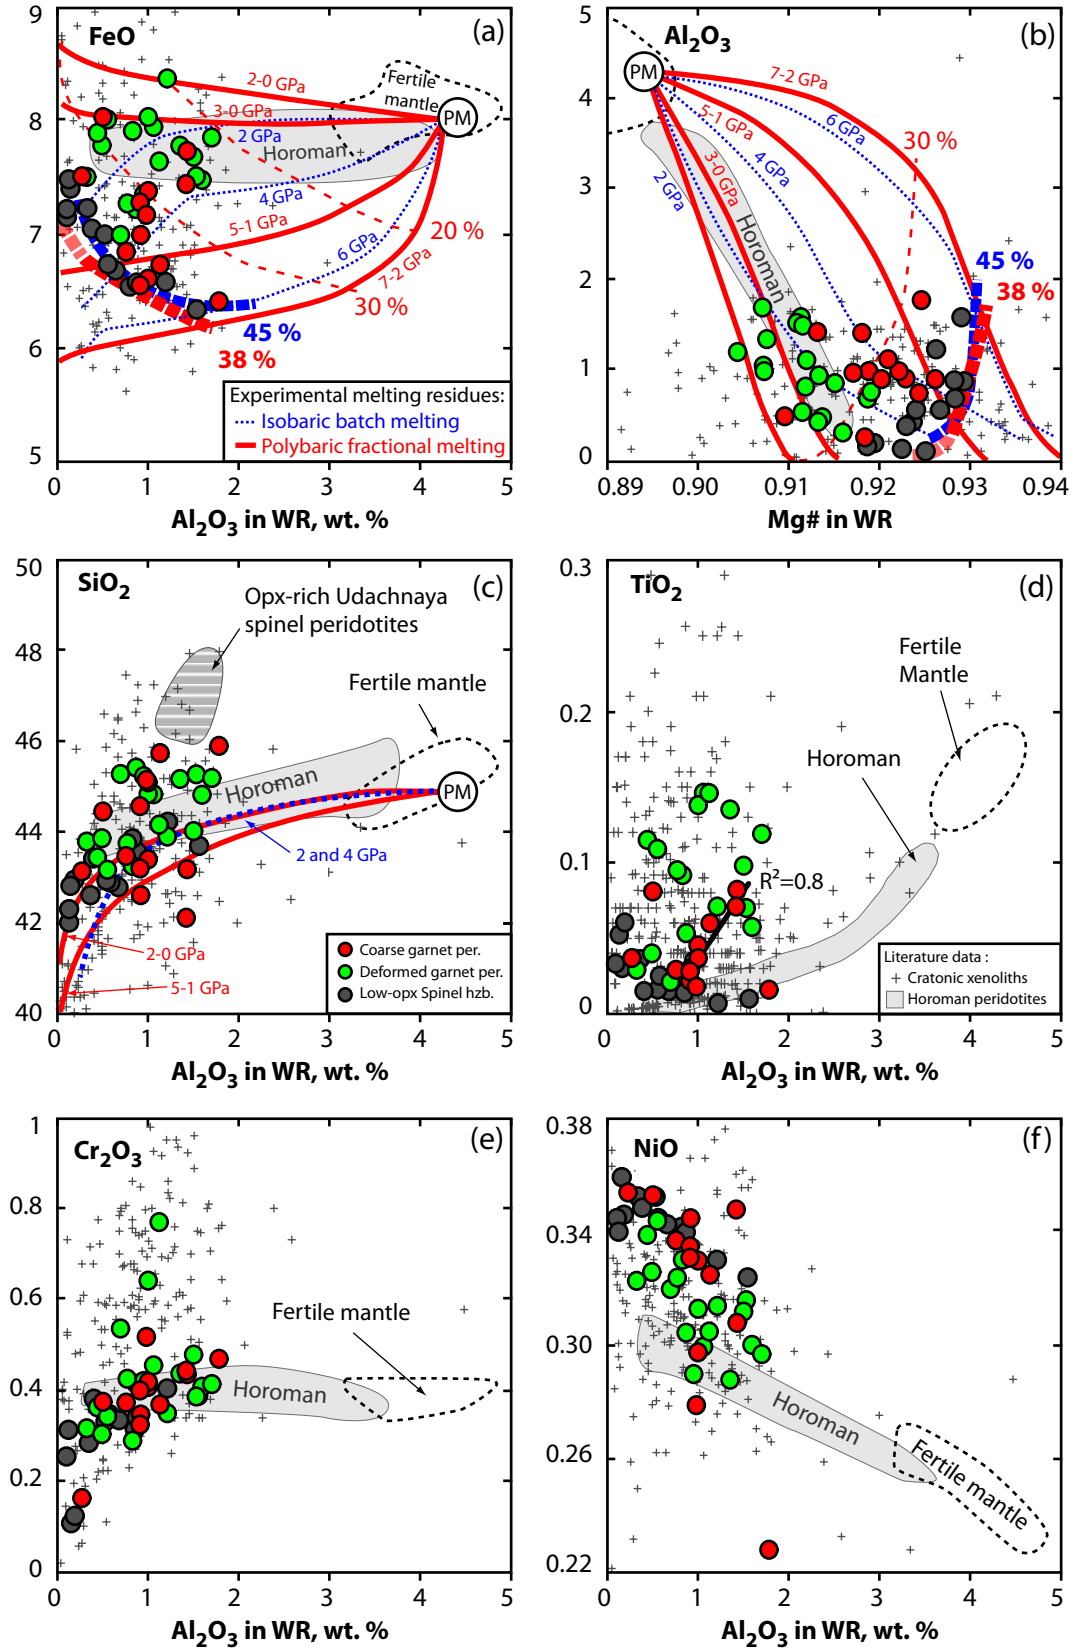 9
FeO
(a)
2-0 GPa
Fertile
mantle
3-0 GPa
PM
8
2 GPa
Horoman
4 GPa
5-1 GPa
6 GPa
20 %
7
7-2 GPa
30 %
45 %
38 %
6
Experimental melting residues:
Isobaric batch melting
Polybaric fractional melting
5
0 1 2 3 4 5
Al₂O₃ in WR, wt. %
5
Al₂O₃
(b)
PM
7-2 GPa
6 GPa
5-1 GPa
4
30 %
4 GPa
3-0 GPa
2 GPa
3
Horoman
45 %
38 %
2
1
0
0.89 0.90 0.91 0.92 0.93 0.94
Mg# in WR
50
SiO₂
(c)
Opx-rich Udachnaya
spinel peridotites
48
Fertile mantle
46
Horoman
PM
44
2 and 4 GPa
42
2-0 GPa
5-1 GPa
Coarse garnet per.
Deformed garnet per.
Low-opx Spinel hzb.
40
0 1 2 3 4 5
Al₂O₃ in WR, wt. %
0.3
TiO₂
(d)
Fertile
Mantle
0.2
Horoman
0.1
R²=0.8
Literature data :
Cratonic xenoliths
Horoman peridotites
0
0 1 2 3 4 5
Al₂O₃ in WR, wt. %
1
Cr₂O₃
(e)
0.8
0.6
Fertile mantle
0.4
Horoman
0.2
0
0 1 2 3 4 5
Al₂O₃ in WR, wt. %
0.38
NiO
(f)
0.34
0.30
Horoman
0.26
Fertile mantle
0.22
0 1 2 3 4 5
Al₂O₃ in WR, wt. %